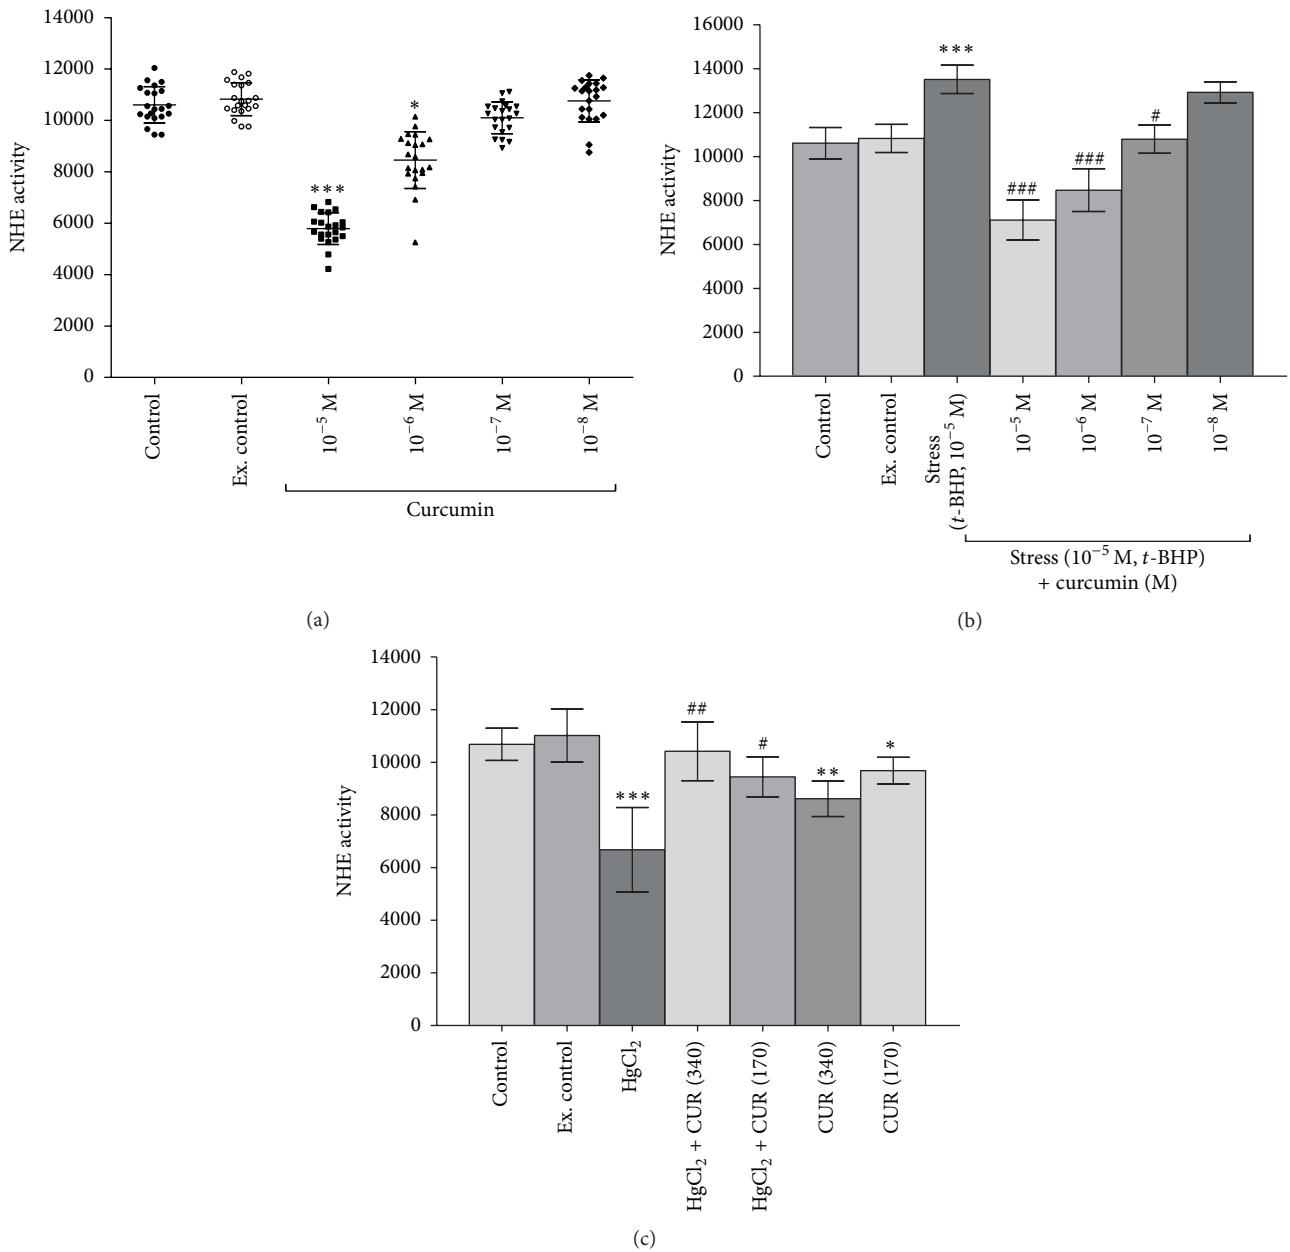 14000
12000
10000
8000
6000
4000
2000
0
NHE activity
***
*
Control
Ex. control
10⁻⁵ M
10⁻⁶ M
10⁻⁷ M
10⁻⁸ M
Curcumin
(a)
16000
14000
12000
10000
8000
6000
4000
2000
0
NHE activity
***
###
###
#
Control
Ex. control
Stress
(t-BHP, 10⁻⁵ M)
10⁻⁵ M
10⁻⁶ M
10⁻⁷ M
10⁻⁸ M
Stress (10⁻⁵ M, t-BHP)
+ curcumin (M)
(b)
14000
12000
10000
8000
6000
4000
2000
0
NHE activity
***
##
#
**
*
Control
Ex. control
HgCl₂
HgCl₂ + CUR (340)
HgCl₂ + CUR (170)
CUR (340)
CUR (170)
(c)